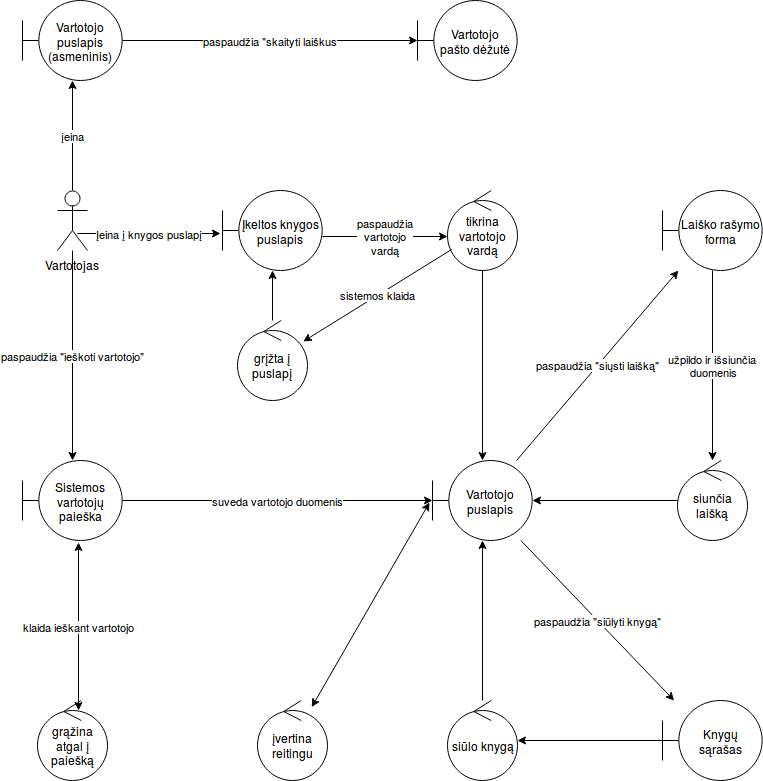 Vartotojo
puslapis
(asmeninis)
paspaudžia "skaityti laiškus
Vartotojo
pašto dėžutė
įeina
Vartotojas
Įeina į knygos puslapį
Įkeltos knygos
puslapis
paspaudžia
vartotojo
vardą
tikrina
vartotojo
vardą
Laiško rašymo
forma
sistemos klaida
grįžta į
puslapį
paspaudžia "ieškoti vartotojo"
paspaudžia "siųsti laišką"
užpildo ir išsiunčia
duomenis
Sistemos
vartotojų
paieška
suveda vartotojo duomenis
Vartotojo
puslapis
siunčia
laišką
klaida ieškant vartotojo
paspaudžia "siūlyti knygą"
grąžina
atgal į
paiešką
įvertina
reitingu
siūlo knygą
Knygų
sąrašas